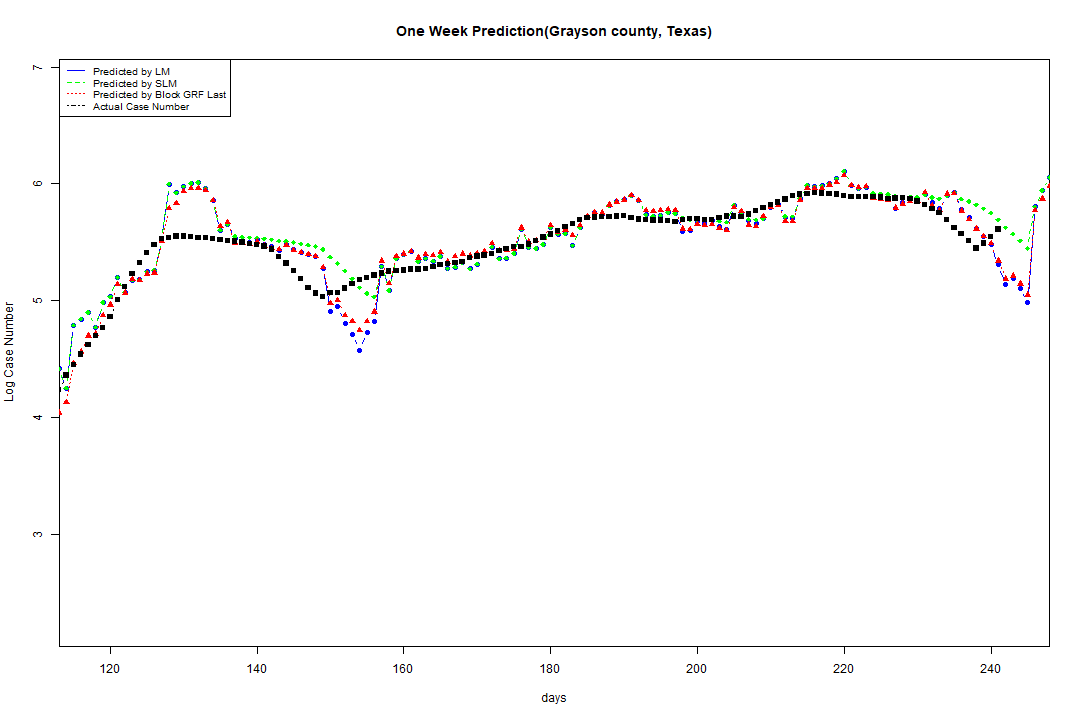 One Week Prediction(Grayson county, Texas)
Predicted by LM
Predicted by SLM
Predicted by Block GRF Last
Actual Case Number
7
6
5
4
3
Log Case Number
120 140 160 180 200 220 240
days